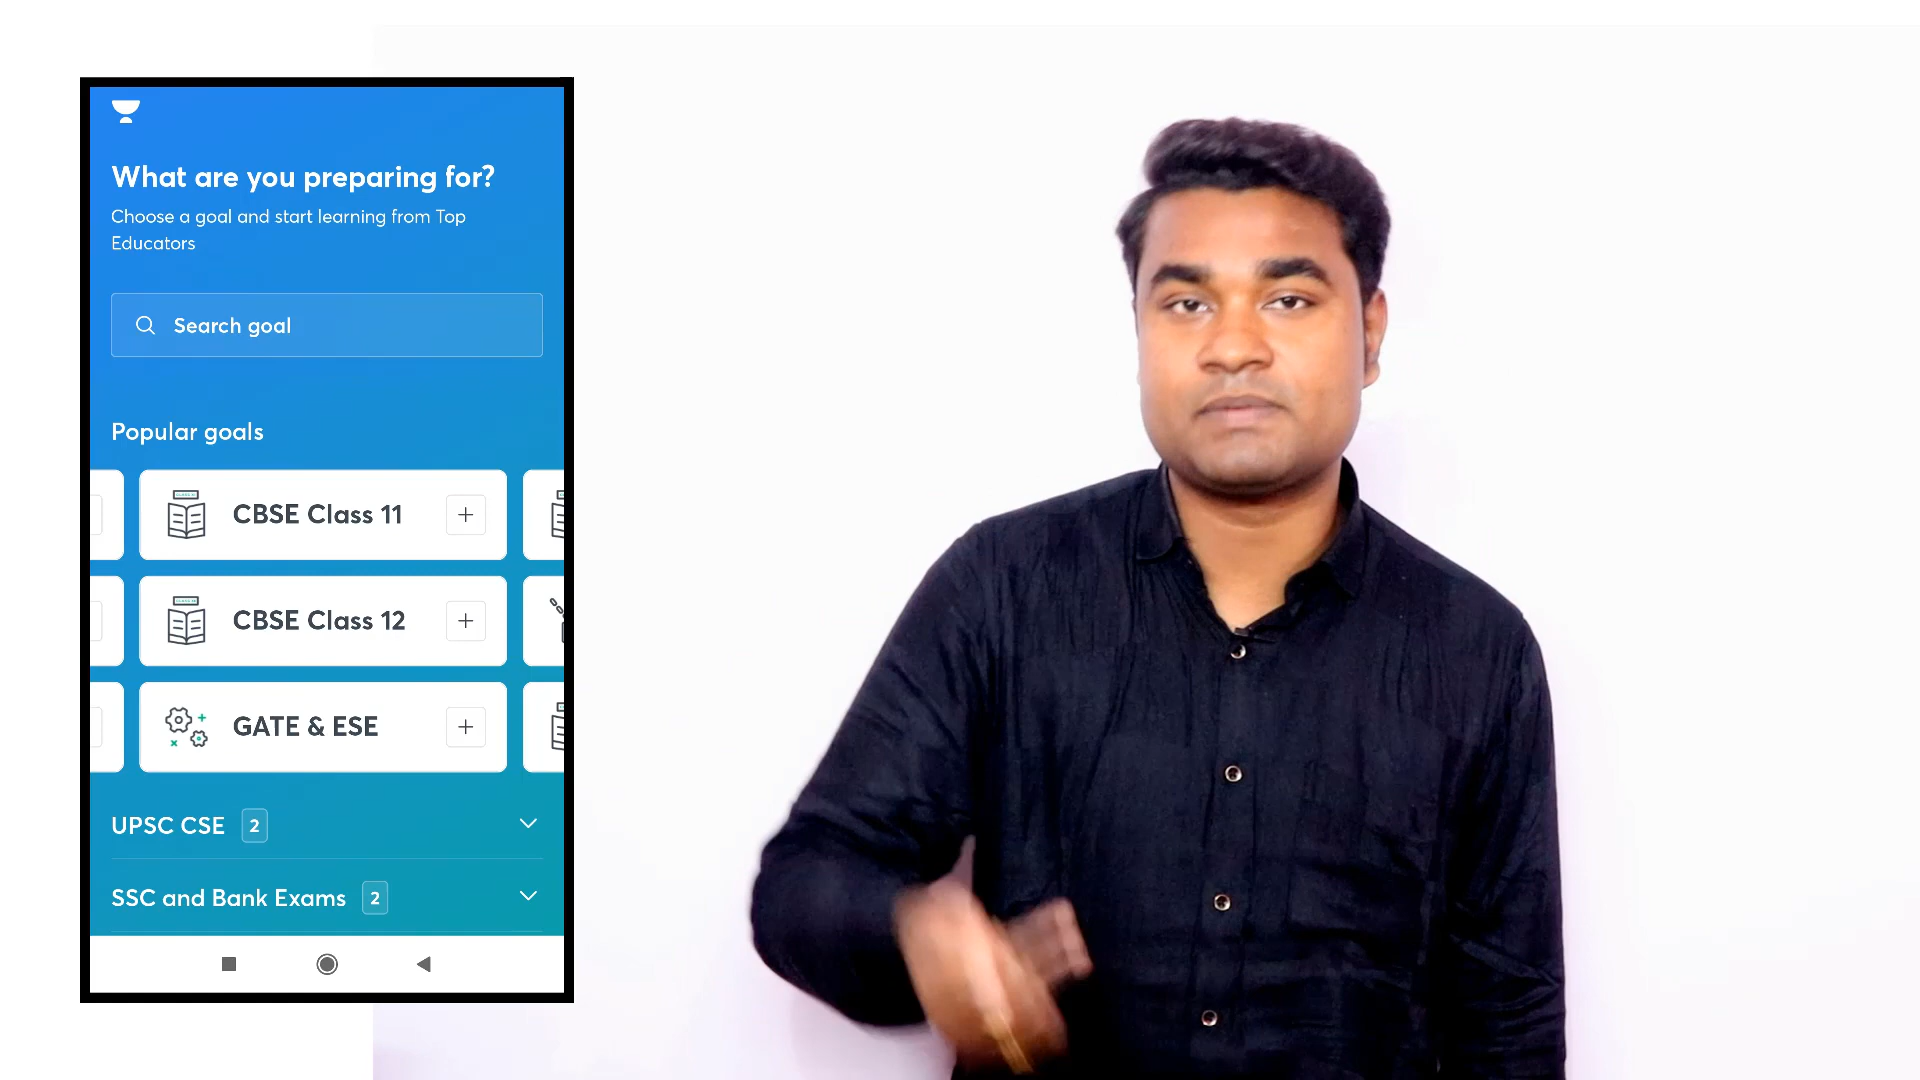 What are you preparing for?
Choose a goal and start learning from Top
Educators
Search goal
Popular goals
CBSE Class 11
CBSE Class 12
GATE & ESE
UPSC CSE 2
SSC and Bank Exams 2